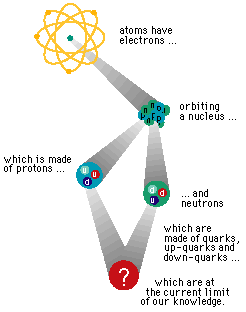 atoms have
electrons ...
orbiting
a nucleus ...
n
p
n
p
n
which is made
of protons ...
u
u
d
... and
neutrons
d
d
u
which are
made of quarks,
up-quarks and
down-quarks ...
?
which are at
the current limit
of our knowledge.